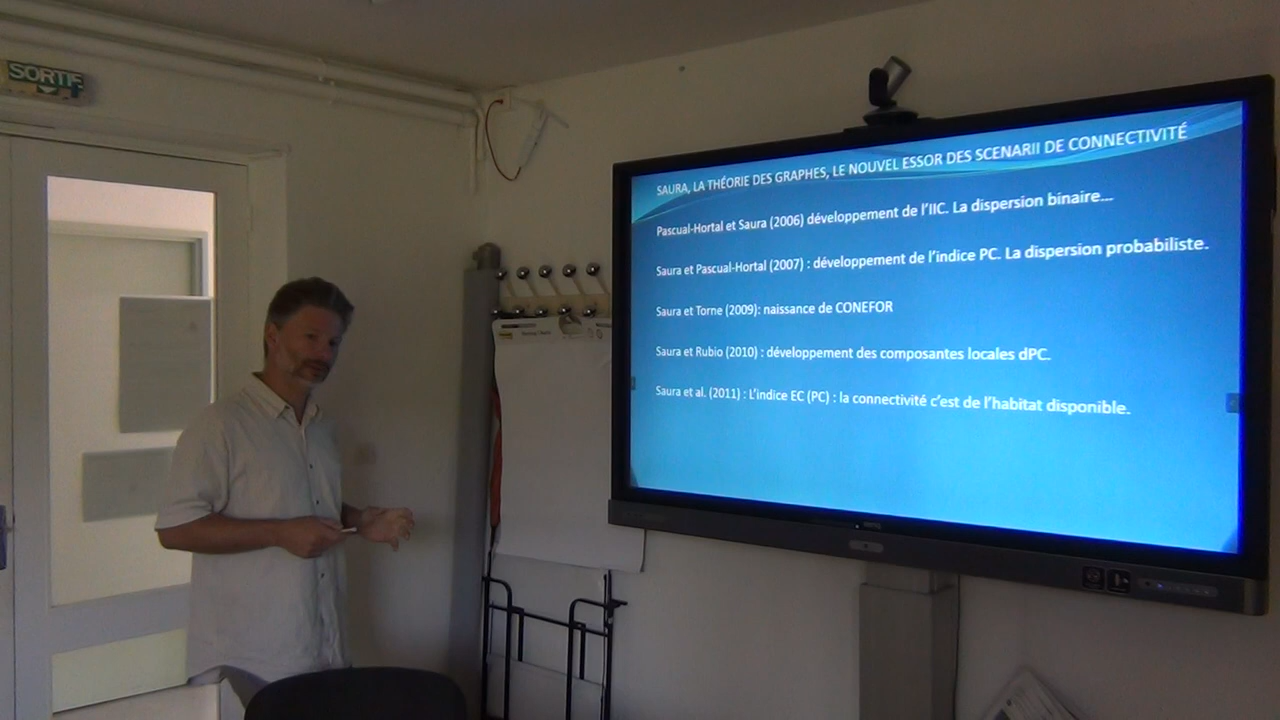 SORTIE
SAURA, LA THÉORIE DES GRAPHES, LE NOUVEL ESSOR DES SCENARII DE CONNECTIVITÉ
Pascual-Hortal et Saura (2006) développement de l'IIC. La dispersion binaire...
Saura et Pascual-Hortal (2007) : développement de l'indice PC. La dispersion probabiliste.
Saura et Torne (2009): naissance de CONEFOR
Saura et Rubio (2010) : développement des composantes locales dPC.
Saura et al. (2011) : L'indice EC (PC) : la connectivité c'est de l'habitat disponible.
BENQ